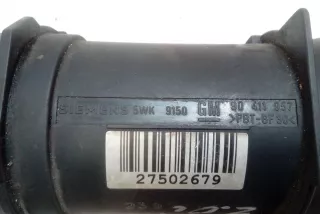 SIEMENS 5WK 9150 GM 90 411 957
>PBT-GF30<
27502679